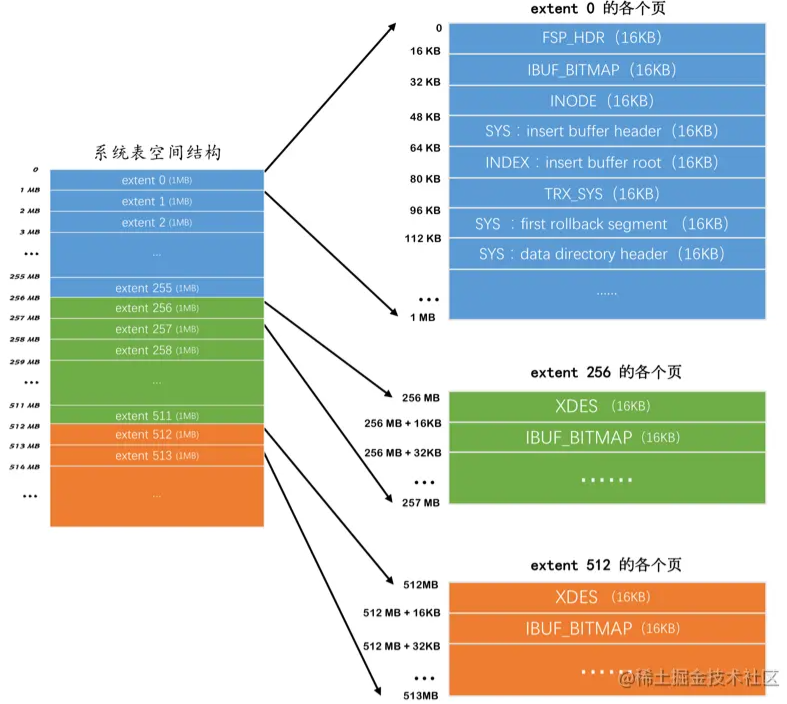 系统表空间结构
0
extent 0 (1MB)
1 MB
extent 1 (1MB)
2 MB
extent 2 (1MB)
3 MB
...
...
255 MB
extent 255 (1MB)
256 MB
extent 256 (1MB)
257 MB
extent 257 (1MB)
258 MB
extent 258 (1MB)
259 MB
...
...
511 MB
extent 511 (1MB)
512 MB
extent 512 (1MB)
513 MB
extent 513 (1MB)
514 MB
...
...
extent 0 的各个页
0
FSP_HDR（16KB）
16 KB
IBUF_BITMAP（16KB）
32 KB
INODE（16KB）
48 KB
SYS：insert buffer header（16KB）
64 KB
INDEX：insert buffer root（16KB）
80 KB
TRX_SYS（16KB）
96 KB
SYS ：first rollback segment （16KB）
112 KB
SYS：data directory header（16KB）
......
...
1 MB
extent 256 的各个页
256 MB
XDES （16KB）
256 MB + 16KB
IBUF_BITMAP（16KB）
256 MB + 32KB
......
...
257 MB
extent 512 的各个页
512MB
XDES （16KB）
512 MB + 16KB
IBUF_BITMAP（16KB）
512 MB + 32KB
......
...
513MB
@稀土掘金技术社区